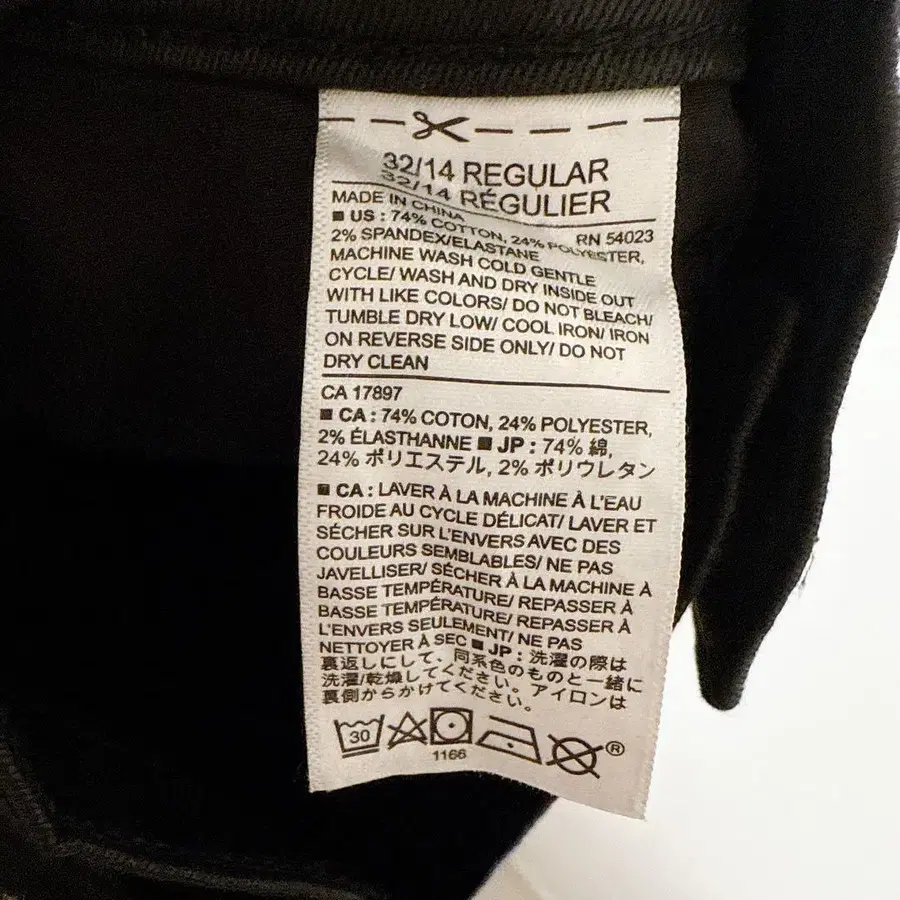 32/14 REGULAR
32/14 RÉGULIER
MADE IN CHINA
RN 54023
■ US : 74% COTTON, 24% POLYESTER,
2% SPANDEX/ELASTANE
MACHINE WASH COLD GENTLE
CYCLE/ WASH AND DRY INSIDE OUT
WITH LIKE COLORS/ DO NOT BLEACH/
TUMBLE DRY LOW/ COOL IRON/ IRON
ON REVERSE SIDE ONLY/ DO NOT
DRY CLEAN
CA 17897
■ CA : 74% COTON, 24% POLYESTER,
2% ÉLASTHANNE ■ JP : 74% 綿,
24% ポリエステル, 2% ポリウレタン
■ CA : LAVER À LA MACHINE À L'EAU
FROIDE AU CYCLE DÉLICAT/ LAVER ET
SÉCHER SUR L'ENVERS AVEC DES
COULEURS SEMBLABLES/ NE PAS
JAVELLISER/ SÉCHER À LA MACHINE À
BASSE TEMPÉRATURE/ REPASSER À
BASSE TEMPÉRATURE/ REPASSER À
L'ENVERS SEULEMENT/ NE PAS
NETTOYER À SEC ■ JP : 洗濯の際は
裏返しにして、同系色のものと一緒に
洗濯/乾燥してください。アイロンは
裏側からかけてください。
30
®
1166